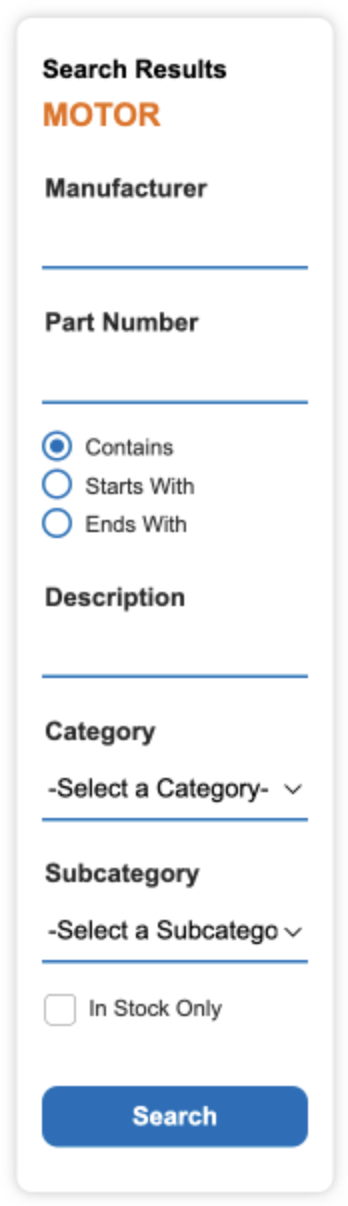 Search Results
MOTOR
Manufacturer
Part Number
Contains
Starts With
Ends With
Description
Category
-Select a Category-
Subcategory
-Select a Subcatego
In Stock Only
Search